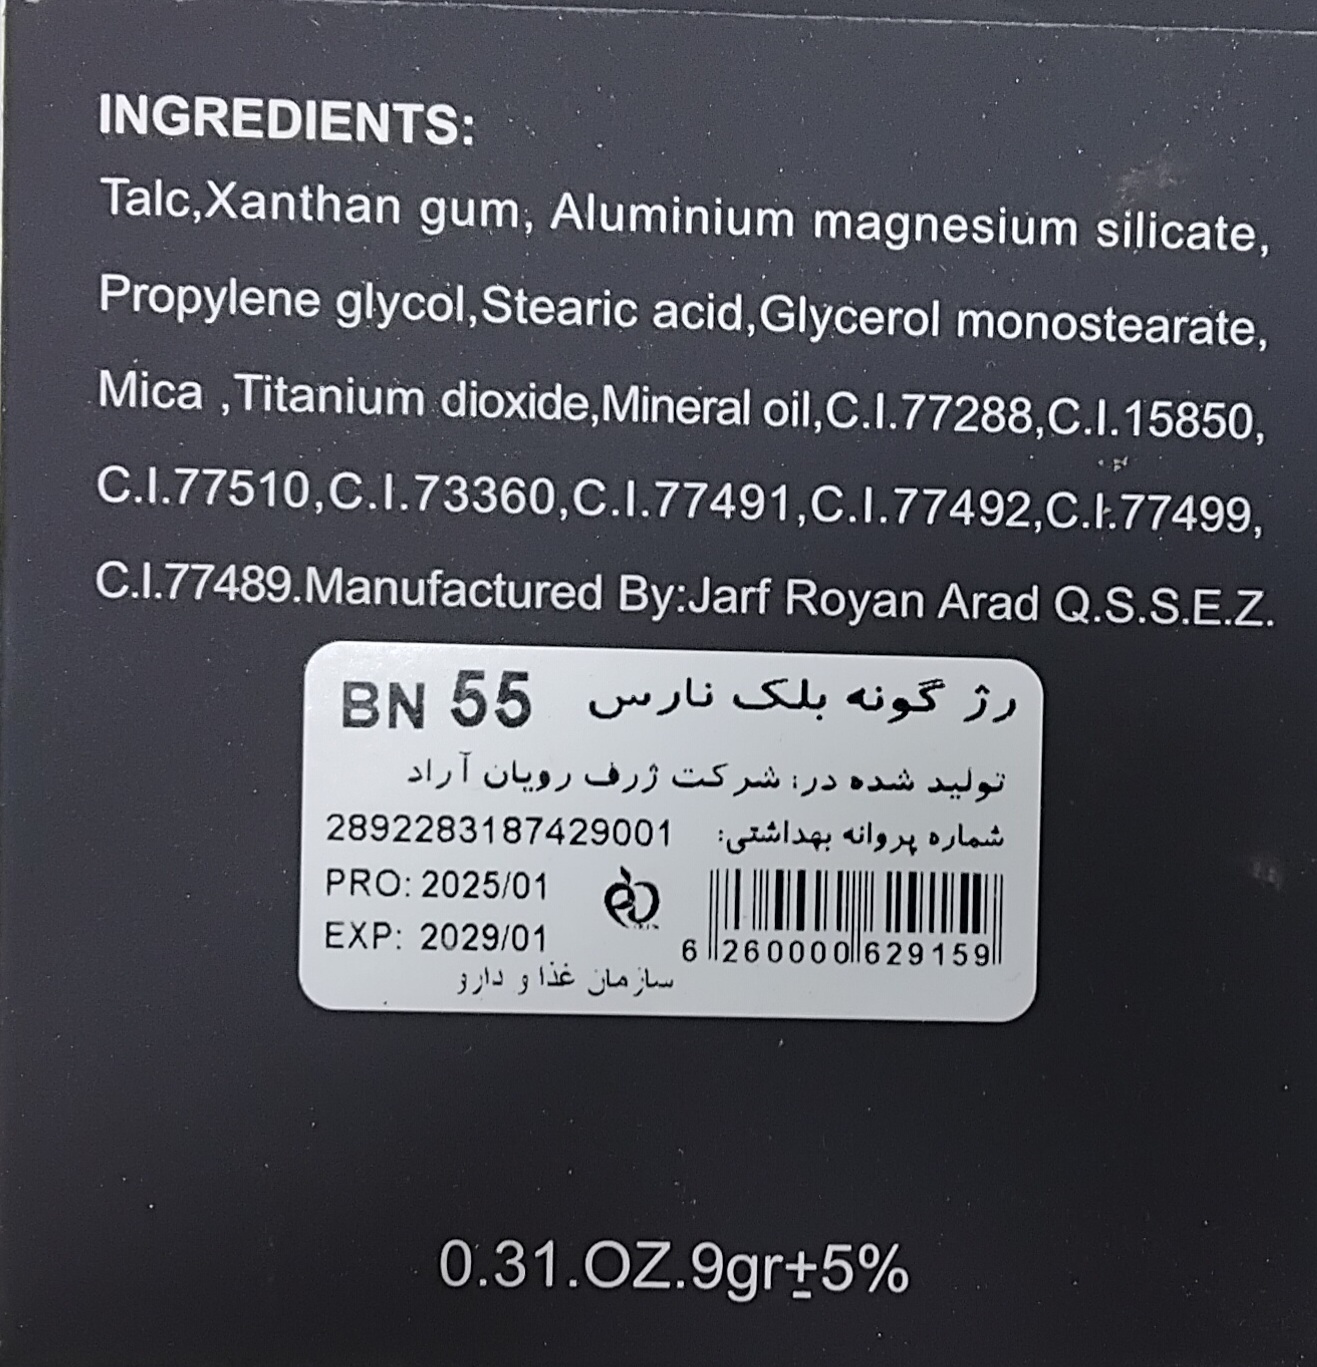 INGREDIENTS:
Talc,Xanthan gum, Aluminium magnesium silicate,
Propylene glycol,Stearic acid,Glycerol monostearate,
Mica ,Titanium dioxide,Mineral oil,C.I.77288,C.I.15850,
C.I.77510,C.I.73360,C.I.77491,C.I.77492,C.I.77499,
C.I.77489.Manufactured By:Jarf Royan Arad Q.S.S.E.Z.
رژ گونه بلک نارس BN 55
تولید شده در: شرکت ژرف رویان آراد
شماره پروانه بهداشتی: 2892283187429001
PRO: 2025/01
EXP: 2029/01
6 260000 629159
سازمان غذا و دارو
0.31.OZ.9gr±5%